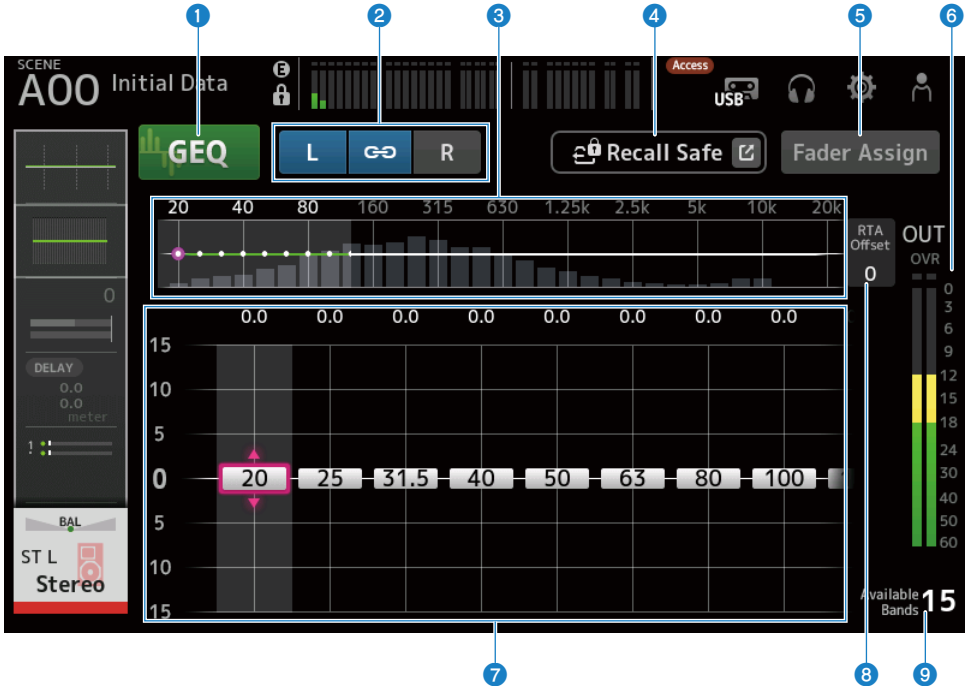 1 2 3 4 5 6
SCENE
A00 Initial Data
E
Access
USB
GEQ
L R
Recall Safe
Fader Assign
20 40 80 160 315 630 1.25k 2.5k 5k 10k 20k
RTA
Offset
0
OUT
OVR
0
3
6
9
12
15
18
24
30
40
50
60
0
DELAY
0.0
0.0
meter
1
BAL
ST L
Stereo
0.0 0.0 0.0 0.0 0.0 0.0 0.0 0.0
15
10
5
0
5
10
15
20 25 31.5 40 50 63 80 100
Available
Bands 15
7 8 9